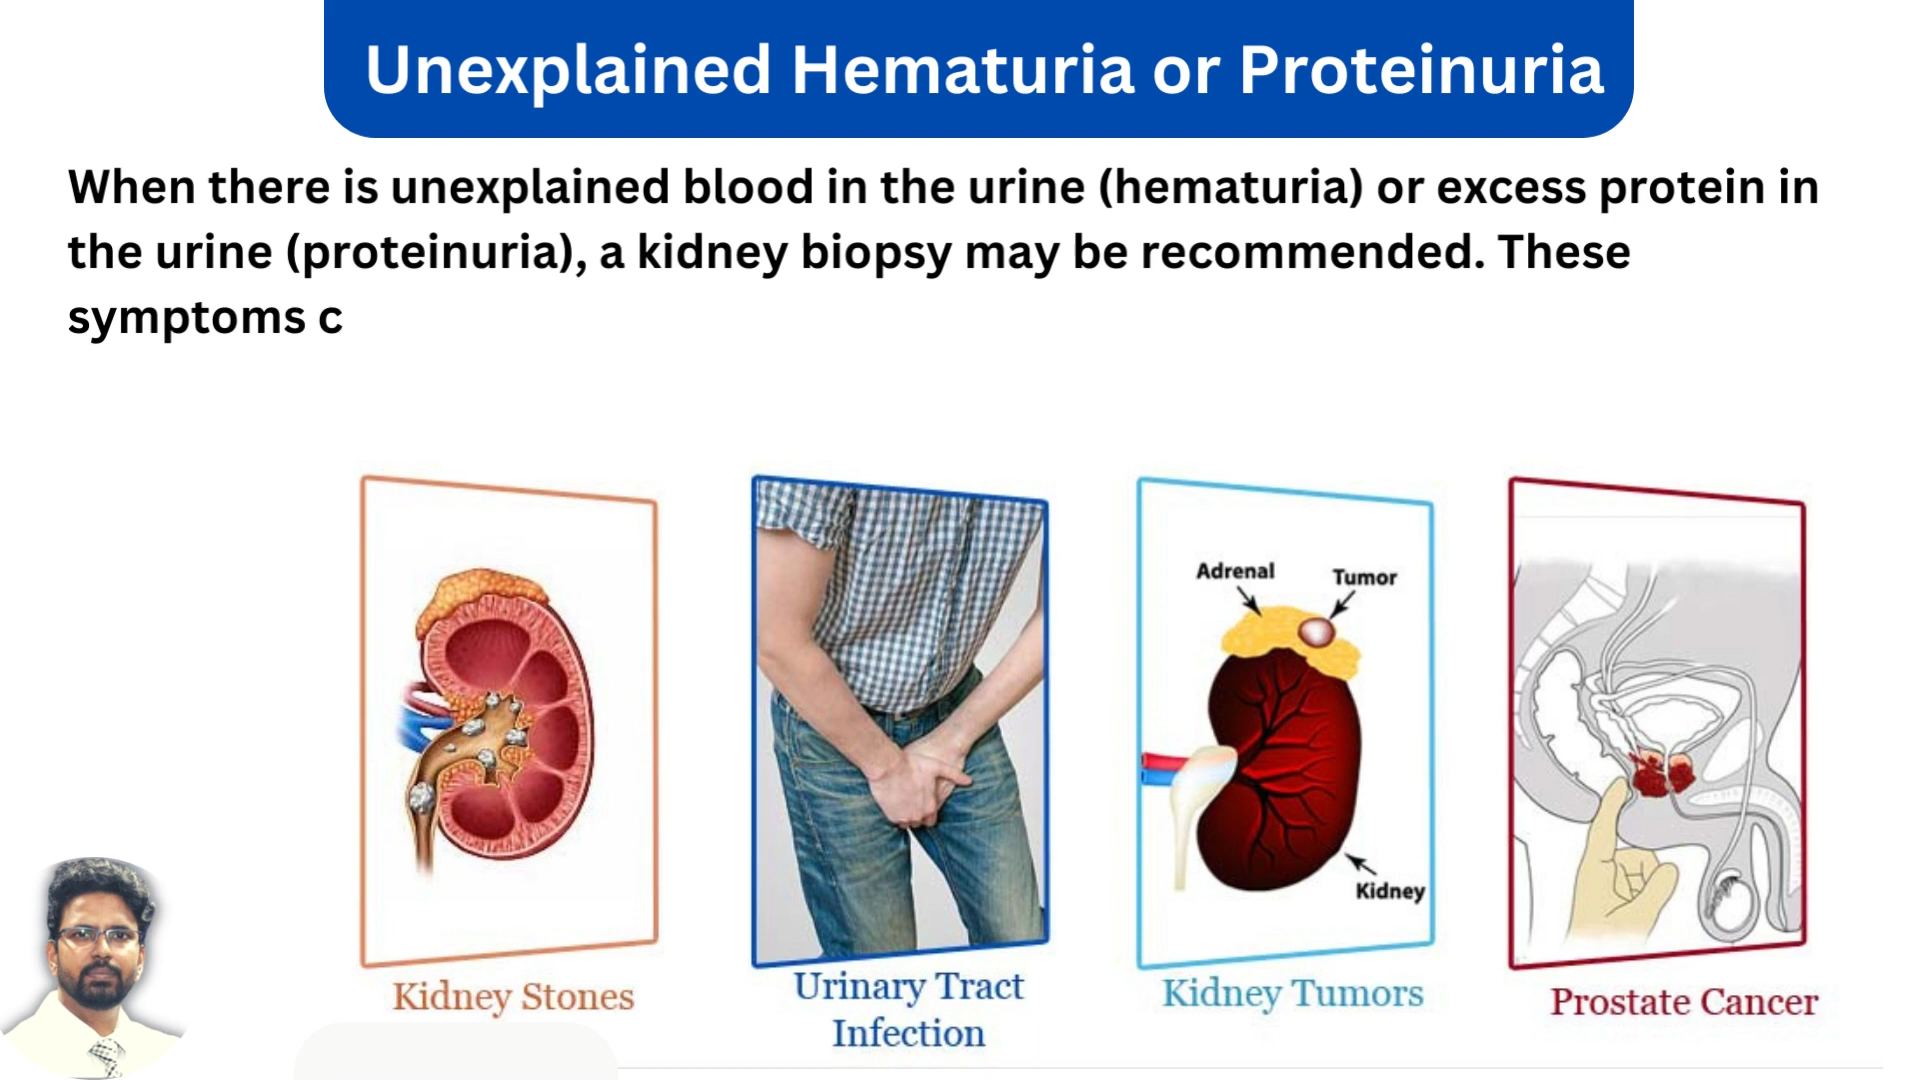 Unexplained Hematuria or Proteinuria
When there is unexplained blood in the urine (hematuria) or excess protein in
the urine (proteinuria), a kidney biopsy may be recommended. These
symptoms c
Adrenal
Tumor
Kidney
Kidney Stones
Urinary Tract
Infection
Kidney Tumors
Prostate Cancer